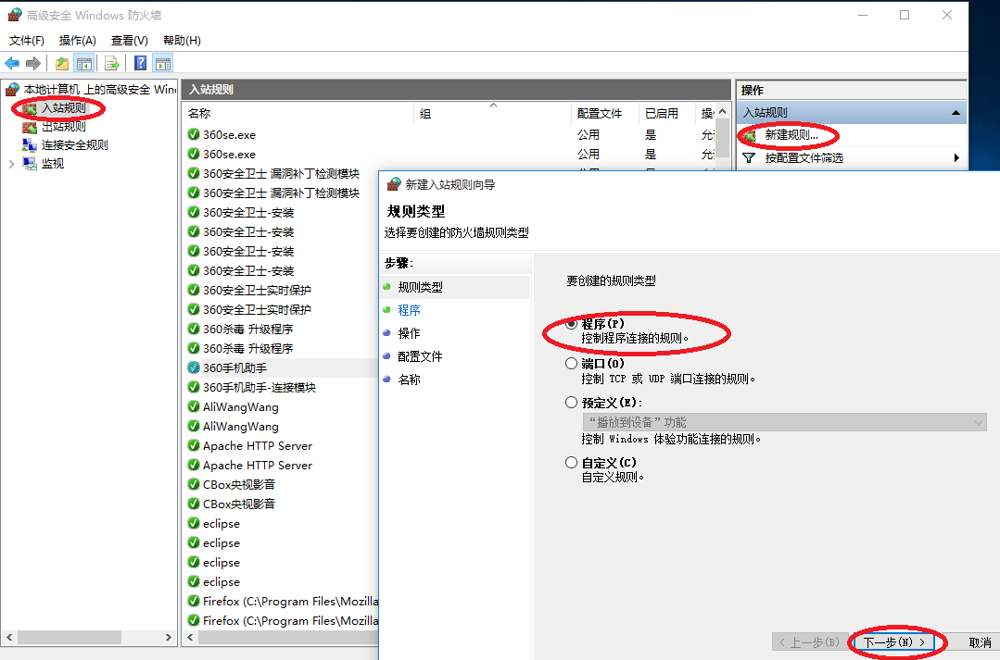 高级安全 Windows 防火墙
文件(F) 操作(A) 查看(V) 帮助(H)
本地计算机 上的高级安全 Win
入站规则
出站规则
连接安全规则
监视
入站规则
名称 组 配置文件 已启用 操
360se.exe 公用 是 允
360se.exe 公用 是 允
360安全卫士 漏洞补丁检测模块
360安全卫士 漏洞补丁检测模块
360安全卫士-安装
360安全卫士-安装
360安全卫士-安装
360安全卫士-安装
360安全卫士实时保护
360安全卫士实时保护
360杀毒 升级程序
360杀毒 升级程序
360手机助手
360手机助手-连接模块
AliWangWang
AliWangWang
Apache HTTP Server
Apache HTTP Server
CBox央视影音
CBox央视影音
eclipse
eclipse
eclipse
eclipse
Firefox (C:\Program Files\Mozilla
Firefox (C:\Program Files\Mozilla
操作
入站规则
新建规则...
按配置文件筛选
新建入站规则向导
规则类型
选择要创建的防火墙规则类型
步骤:
规则类型
程序
操作
配置文件
名称
要创建的规则类型
程序(P)
控制程序连接的规则。
端口(O)
控制 TCP 或 UDP 端口连接的规则。
预定义(E):
“播放到设备”功能
控制 Windows 体验功能连接的规则。
自定义(C)
自定义规则。
< 上一步(B) 下一步(N) > 取消